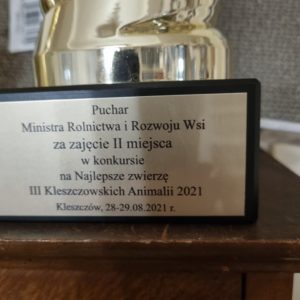 Puchar
Ministra Rolnictwa i Rozwoju Wsi
za zajęcie II miejsca
w konkursie
na Najlepsze zwierzę
III Kleszczowskich Animalii 2021
Kleszczów, 28-29.08.2021 r.